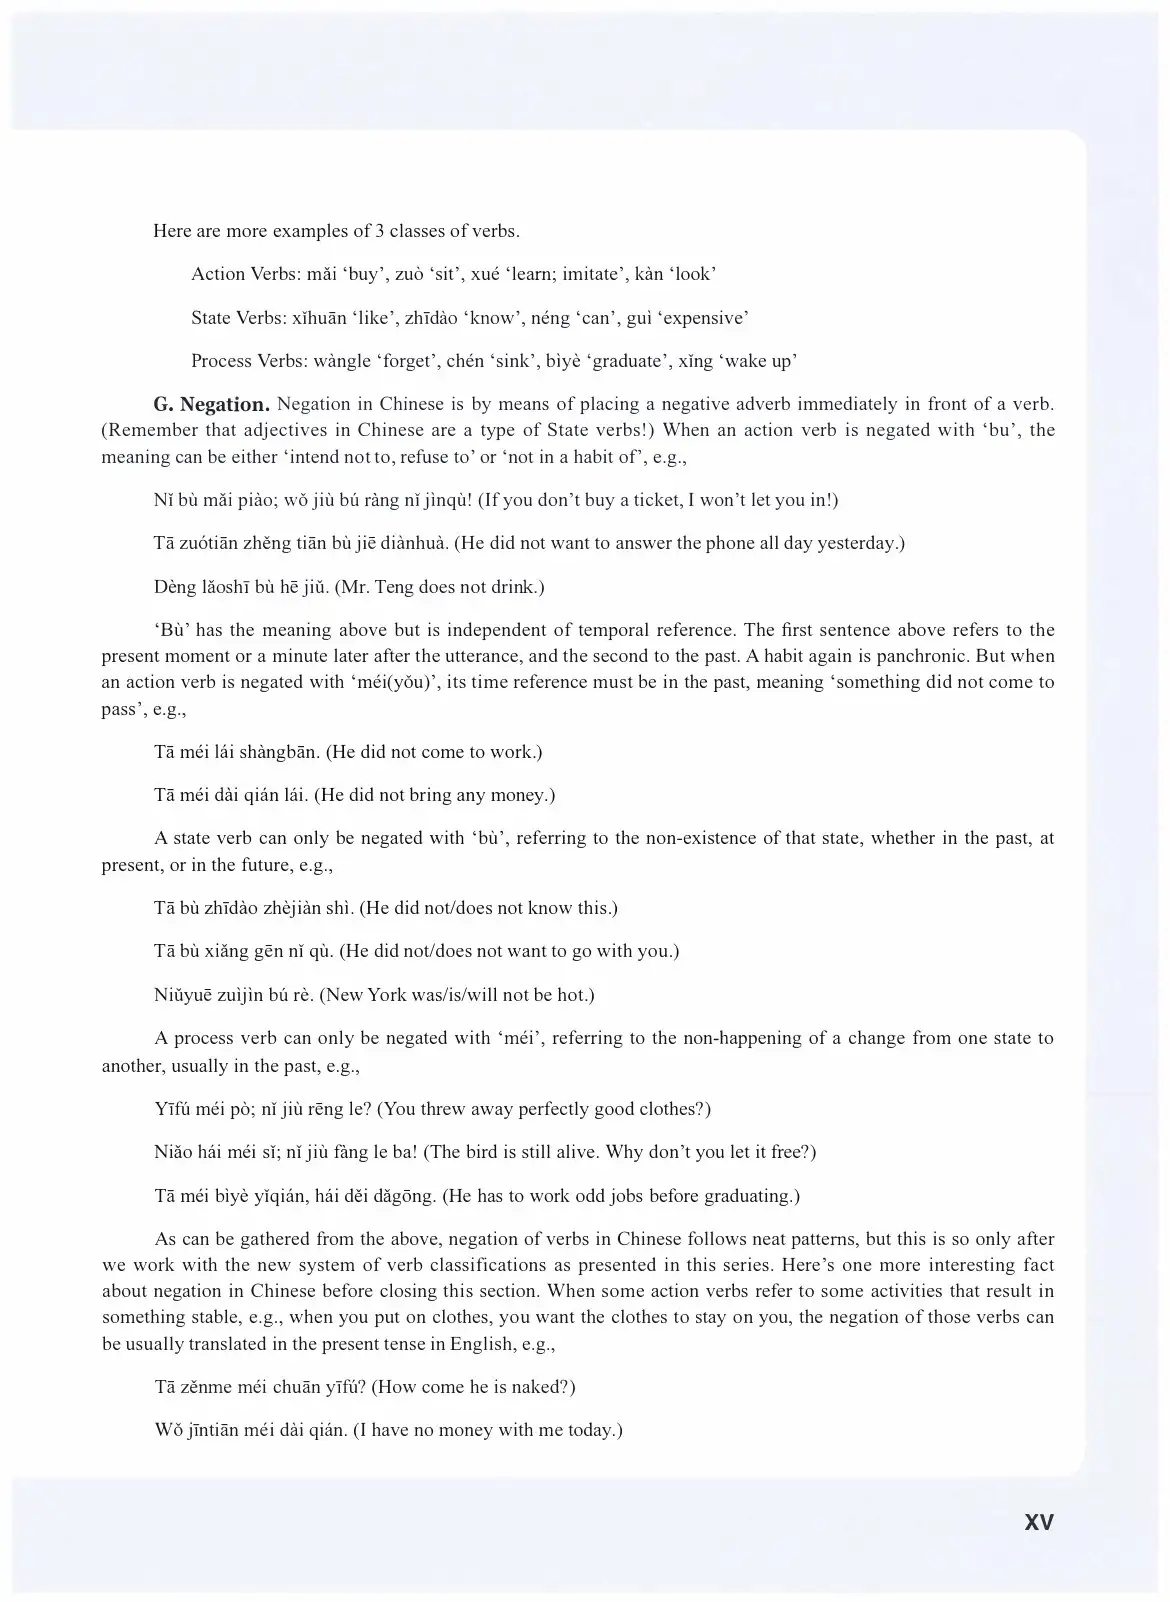 Here are more examples of 3 classes of verbs.
Action Verbs: mǎi ‘buy’, zuò ‘sit’, xué ‘learn; imitate’, kàn ‘look’
State Verbs: xǐhuān ‘like’, zhīdào ‘know’, néng ‘can’, guì ‘expensive’
Process Verbs: wàngle ‘forget’, chén ‘sink’, bìyè ‘graduate’, xǐng ‘wake up’
G. Negation. Negation in Chinese is by means of placing a negative adverb immediately in front of a verb.
(Remember that adjectives in Chinese are a type of State verbs!) When an action verb is negated with ‘bu’, the
meaning can be either ‘intend not to, refuse to’ or ‘not in a habit of’, e.g.,
Nǐ bù mǎi piào; wǒ jiù bú ràng nǐ jìnqù! (If you don’t buy a ticket, I won’t let you in!)
Tā zuótiān zhěng tiān bù jiē diànhuà. (He did not want to answer the phone all day yesterday.)
Dèng lǎoshī bù hē jiǔ. (Mr. Teng does not drink.)
‘Bù’ has the meaning above but is independent of temporal reference. The first sentence above refers to the
present moment or a minute later after the utterance, and the second to the past. A habit again is panchronic. But when
an action verb is negated with ‘méi(yǒu)’, its time reference must be in the past, meaning ‘something did not come to
pass’, e.g.,
Tā méi lái shàngbān. (He did not come to work.)
Tā méi dài qián lái. (He did not bring any money.)
A state verb can only be negated with ‘bù’, referring to the non-existence of that state, whether in the past, at
present, or in the future, e.g.,
Tā bù zhīdào zhèjiàn shì. (He did not/does not know this.)
Tā bù xiǎng gēn nǐ qù. (He did not/does not want to go with you.)
Niǔyuē zuìjìn bú rè. (New York was/is/will not be hot.)
A process verb can only be negated with ‘méi’, referring to the non-happening of a change from one state to
another, usually in the past, e.g.,
Yīfú méi pò; nǐ jiù rēng le? (You threw away perfectly good clothes?)
Niǎo hái méi sǐ; nǐ jiù fàng le ba! (The bird is still alive. Why don’t you let it free?)
Tā méi bìyè yǐqián, hái děi dǎgōng. (He has to work odd jobs before graduating.)
As can be gathered from the above, negation of verbs in Chinese follows neat patterns, but this is so only after
we work with the new system of verb classifications as presented in this series. Here’s one more interesting fact
about negation in Chinese before closing this section. When some action verbs refer to some activities that result in
something stable, e.g., when you put on clothes, you want the clothes to stay on you, the negation of those verbs can
be usually translated in the present tense in English, e.g.,
Tā zěnme méi chuān yīfú? (How come he is naked?)
Wǒ jīntiān méi dài qián. (I have no money with me today.)
XV